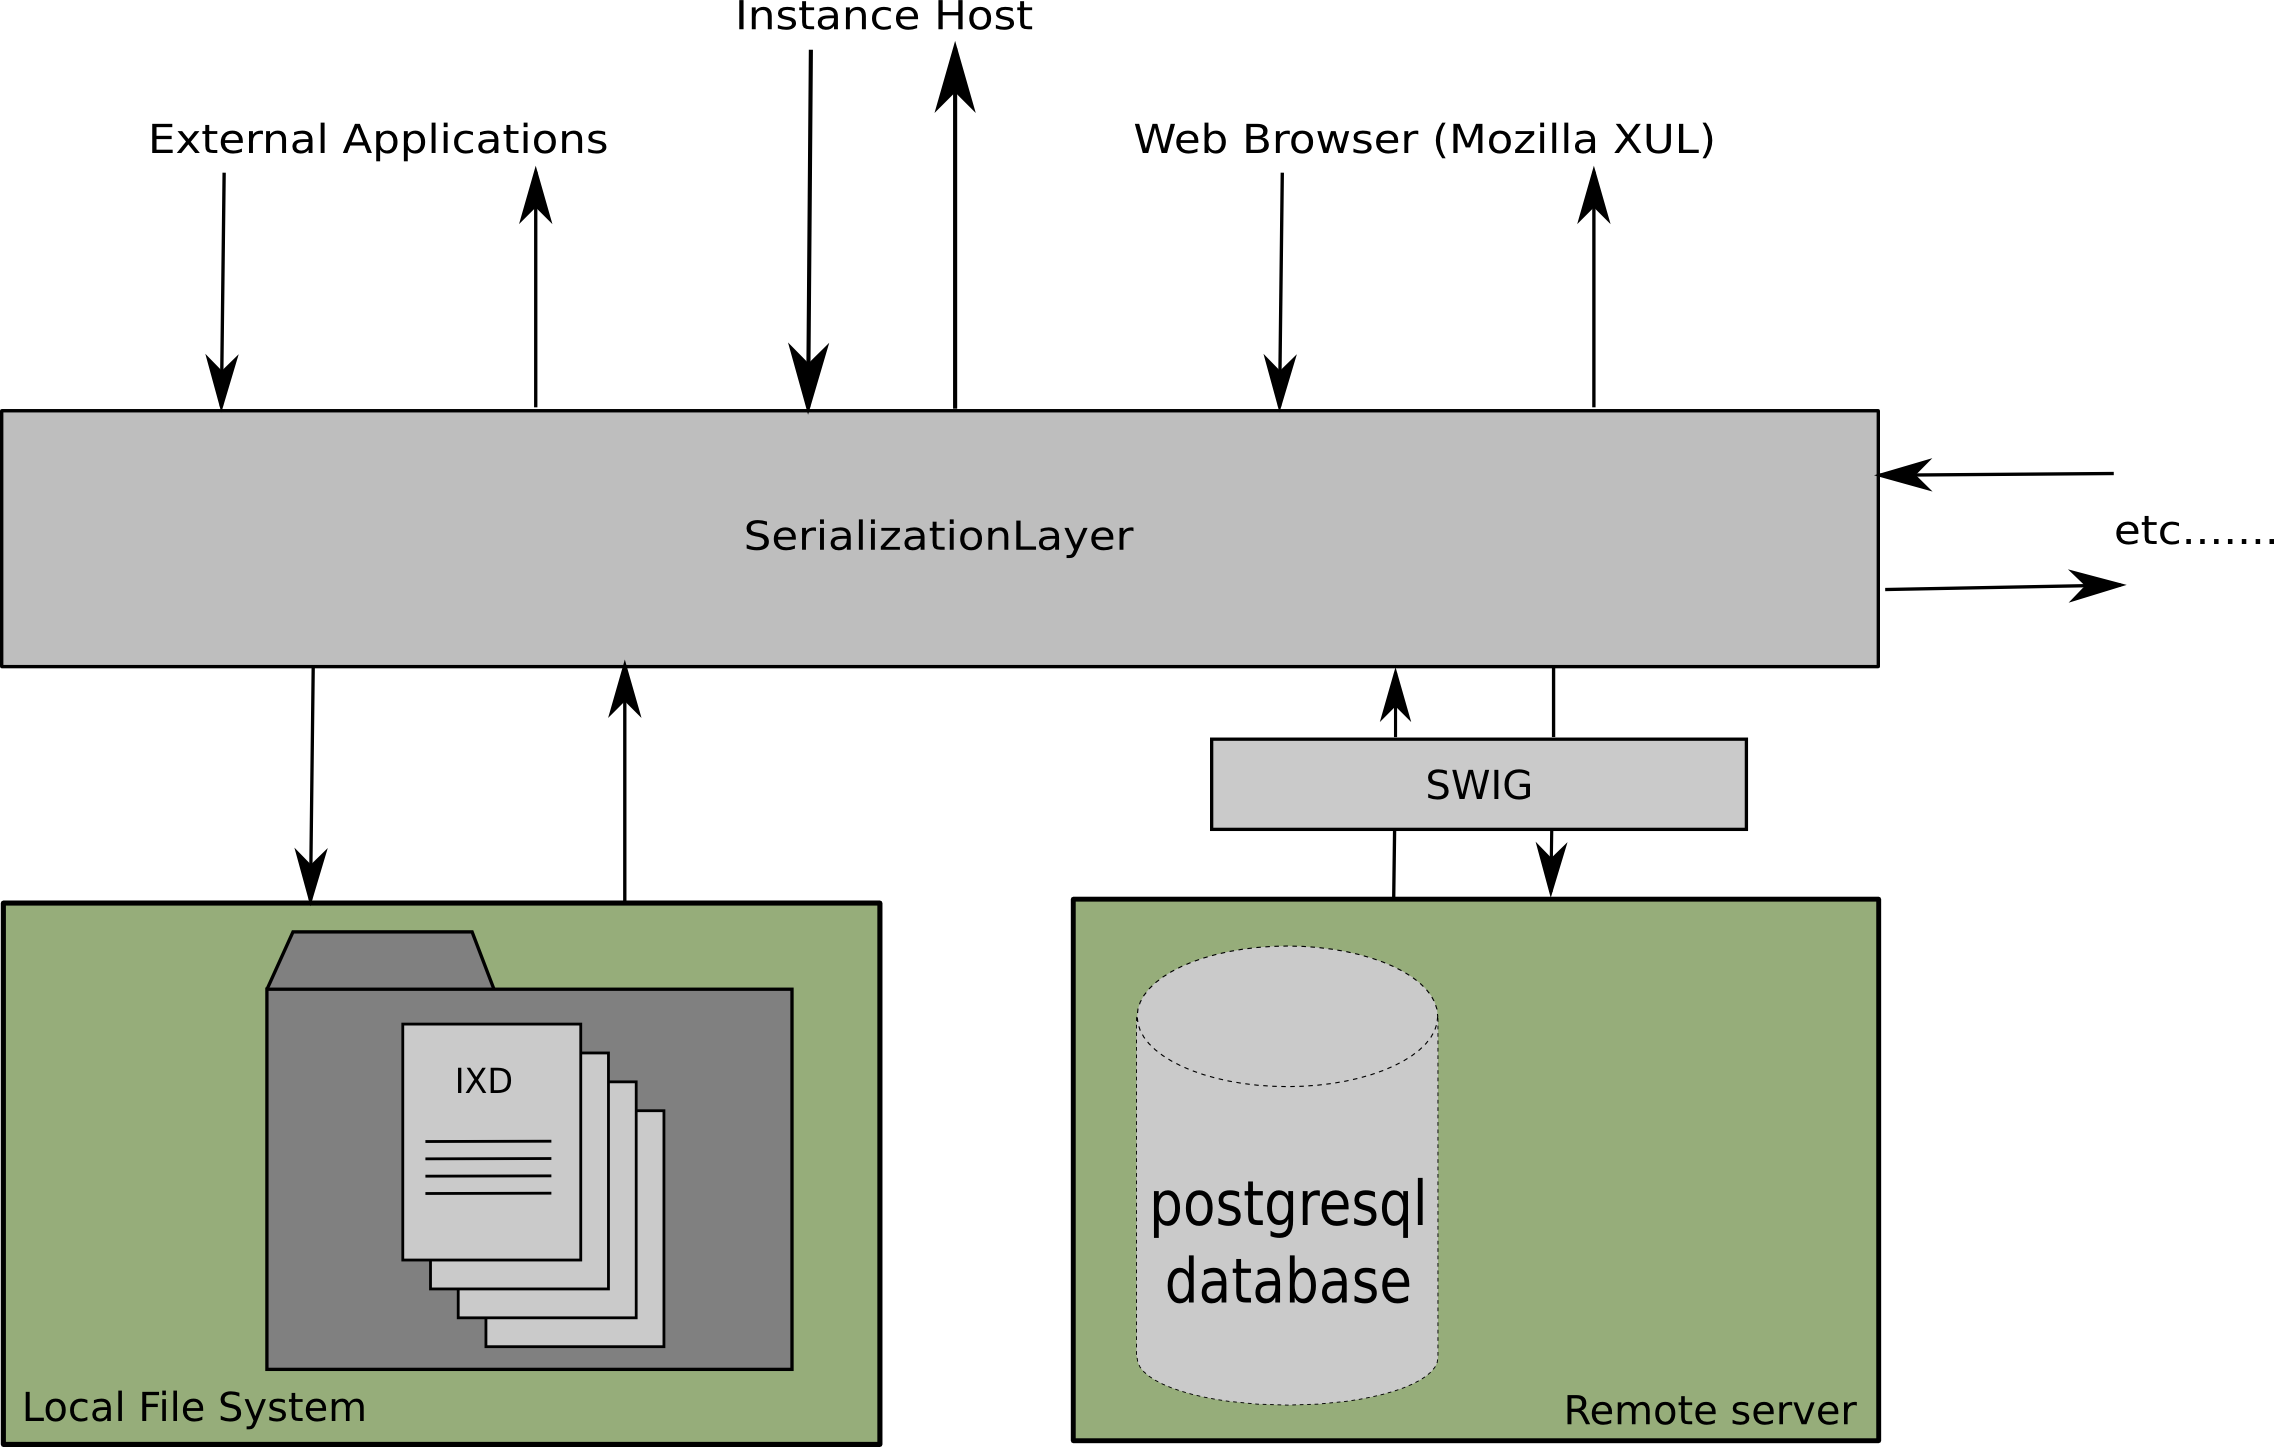 Instance Host
External Applications
Web Browser (Mozilla XUL)
SerializationLayer
etc.......
SWIG
IXD
postgresql
database
Local File System
Remote server